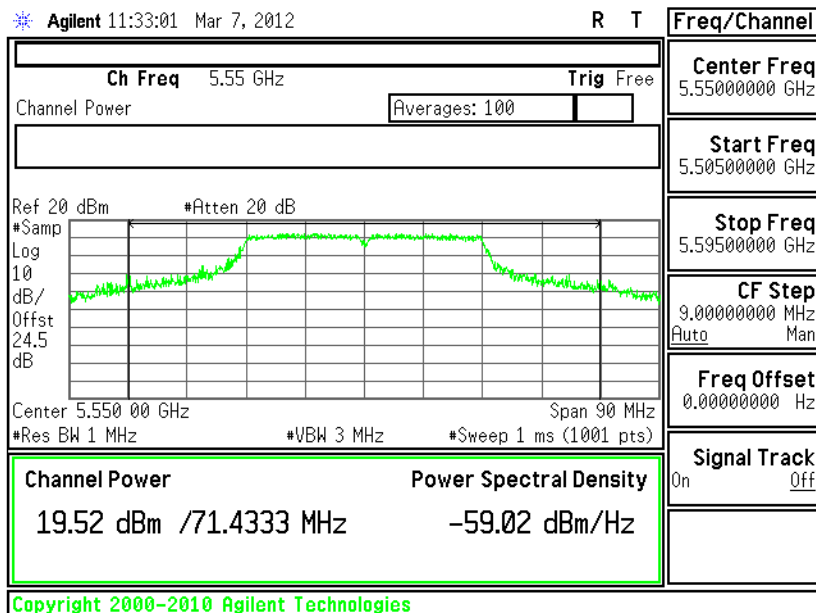 Agilent 11:33:01 Mar 7, 2012 R T
Freq/Channel
Ch Freq 5.55 GHz Trig Free
Channel Power Averages: 100
Ref 20 dBm #Atten 20 dB
#Samp
Log
10
dB/
Offst
24.5
dB
Center 5.550 00 GHz Span 90 MHz
#Res BW 1 MHz #VBW 3 MHz #Sweep 1 ms (1001 pts)
Channel Power Power Spectral Density
19.52 dBm /71.4333 MHz -59.02 dBm/Hz
Center Freq
5.55000000 GHz
Start Freq
5.50500000 GHz
Stop Freq
5.59500000 GHz
CF Step
9.00000000 MHz
Auto Man
Freq Offset
0.00000000 Hz
Signal Track
On Off
Copyright 2000-2010 Agilent Technologies